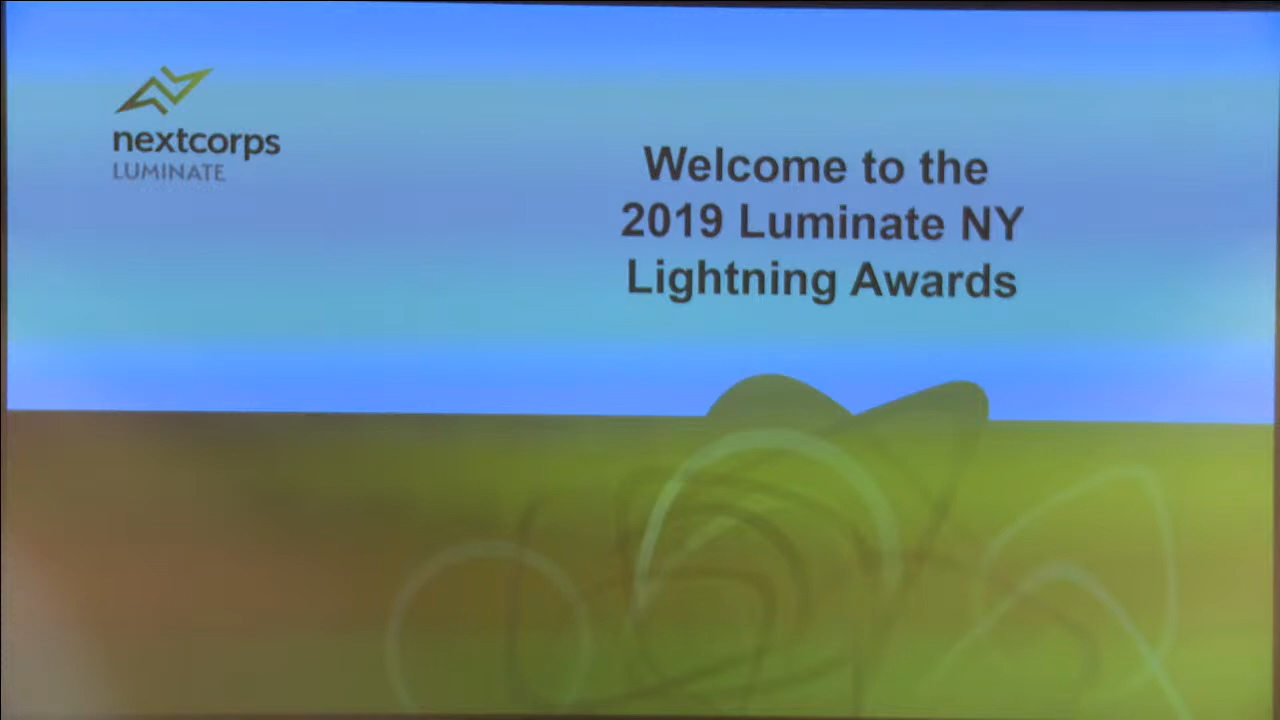 nextcorps
LUMINATE
Welcome to the
2019 Luminate NY
Lightning Awards